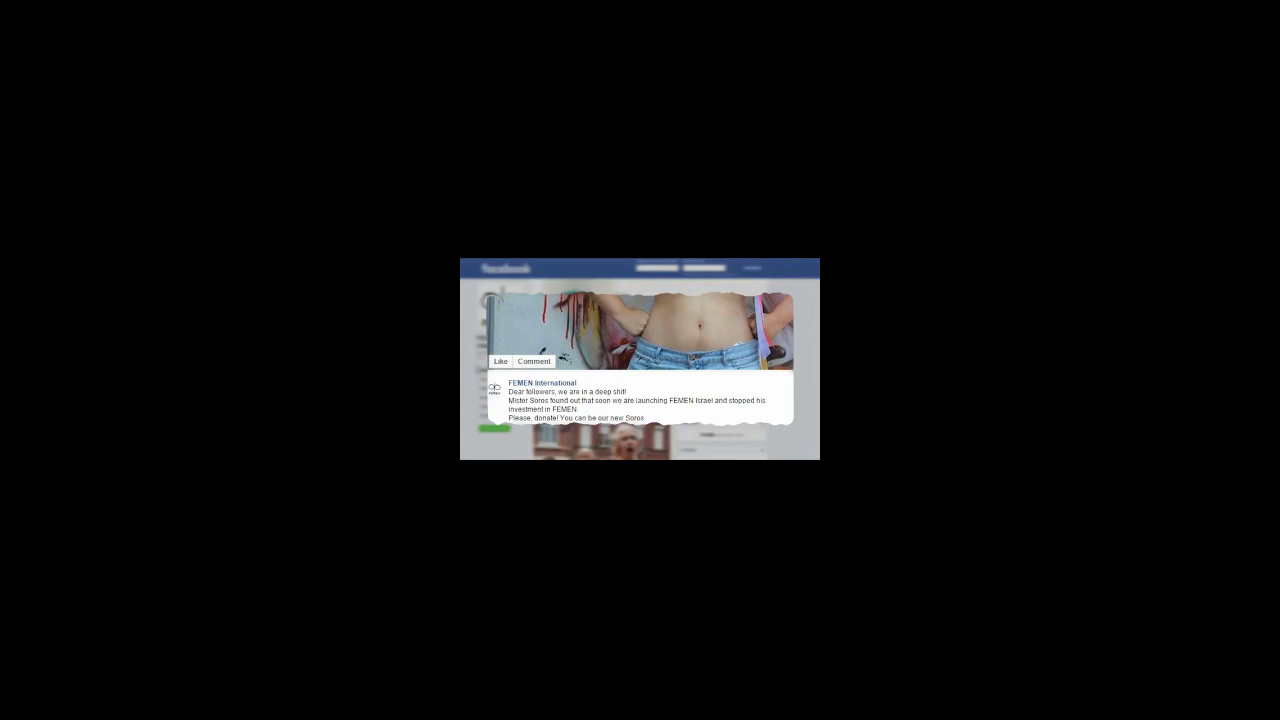 facebook
Like Comment
FEMEN International
Dear followers, we are in a deep shit!
Mister Soros found out that soon we are launching FEMEN Israel and stopped his
investment in FEMEN.
Please, donate! You can be our new Soros